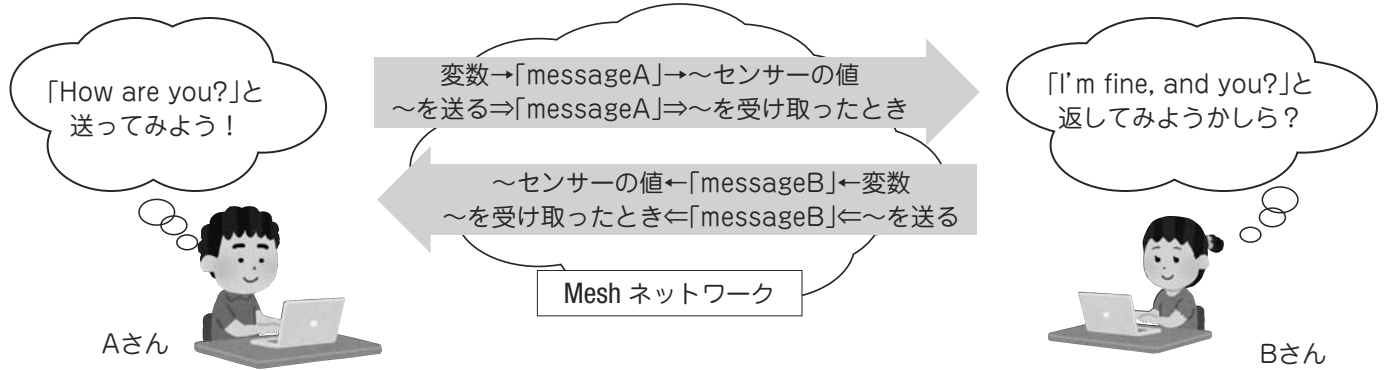 「How are you?」と
送ってみよう！
変数→「messageA」→～センサーの値
～を送る⇒「messageA」⇒～を受け取ったとき
「I'm fine, and you?」と
返してみようかしら？
～センサーの値←「messageB」←変数
～を受け取ったとき⇐「messageB」⇐～を送る
Mesh ネットワーク
Aさん
Bさん